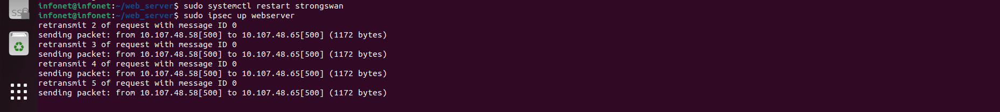 infonet@infonet:~/web_server$ sudo systemctl restart strongswan
infonet@infonet:~/web_server$ sudo ipsec up webserver
retransmit 2 of request with message ID 0
sending packet: from 10.107.48.58[500] to 10.107.48.65[500] (1172 bytes)
retransmit 3 of request with message ID 0
sending packet: from 10.107.48.58[500] to 10.107.48.65[500] (1172 bytes)
retransmit 4 of request with message ID 0
sending packet: from 10.107.48.58[500] to 10.107.48.65[500] (1172 bytes)
retransmit 5 of request with message ID 0
sending packet: from 10.107.48.58[500] to 10.107.48.65[500] (1172 bytes)